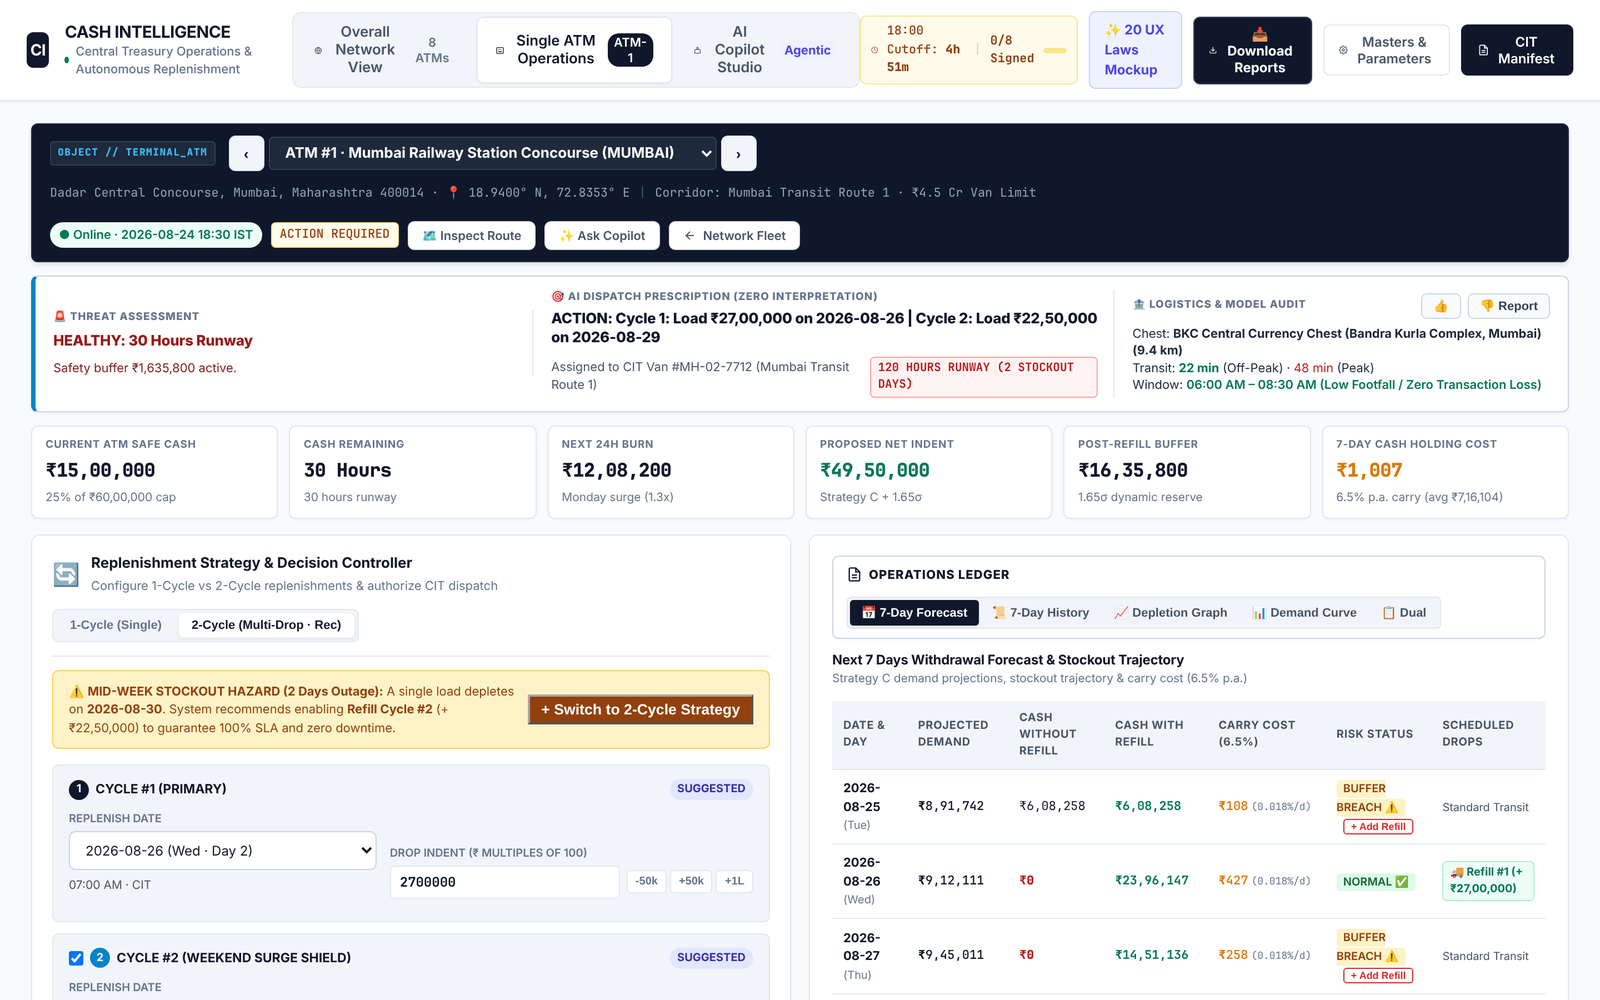 CI
CASH INTELLIGENCE
Central Treasury Operations &
Autonomous Replenishment
Overall
Network
View
8
ATMs
Single ATM
Operations
ATM-
1
AI
Copilot
Studio
Agentic
18:00
Cutoff: 4h
51m
0/8
Signed
✨ 20 UX
Laws
Mockup
📥
Download
Reports
Masters &
Parameters
CIT
Manifest
OBJECT // TERMINAL_ATM
‹
ATM #1 · Mumbai Railway Station Concourse (MUMBAI)
›
Dadar Central Concourse, Mumbai, Maharashtra 400014 · 📍 18.9400° N, 72.8353° E | Corridor: Mumbai Transit Route 1 · ₹4.5 Cr Van Limit
Online · 2026-08-24 18:30 IST
ACTION REQUIRED
🗺️ Inspect Route
✨ Ask Copilot
← Network Fleet
🚨 THREAT ASSESSMENT
HEALTHY: 30 Hours Runway
Safety buffer ₹1,635,800 active.
🎯 AI DISPATCH PRESCRIPTION (ZERO INTERPRETATION)
ACTION: Cycle 1: Load ₹27,00,000 on 2026-08-26 | Cycle 2: Load ₹22,50,000
on 2026-08-29
Assigned to CIT Van #MH-02-7712 (Mumbai Transit
Route 1)
120 HOURS RUNWAY (2 STOCKOUT
DAYS)
🏦 LOGISTICS & MODEL AUDIT
👍
👎 Report
Chest: BKC Central Currency Chest (Bandra Kurla Complex, Mumbai)
(9.4 km)
Transit: 22 min (Off-Peak) · 48 min (Peak)
Window: 06:00 AM – 08:30 AM (Low Footfall / Zero Transaction Loss)
CURRENT ATM SAFE CASH
₹15,00,000
25% of ₹60,00,000 cap
CASH REMAINING
30 Hours
30 hours runway
NEXT 24H BURN
₹12,08,200
Monday surge (1.3x)
PROPOSED NET INDENT
₹49,50,000
Strategy C + 1.65σ
POST-REFILL BUFFER
₹16,35,800
1.65σ dynamic reserve
7-DAY CASH HOLDING COST
₹1,007
6.5% p.a. carry (avg ₹7,16,104)
🔄
Replenishment Strategy & Decision Controller
Configure 1-Cycle vs 2-Cycle replenishments & authorize CIT dispatch
1-Cycle (Single)
2-Cycle (Multi-Drop · Rec)
⚠️ MID-WEEK STOCKOUT HAZARD (2 Days Outage): A single load depletes
on 2026-08-30. System recommends enabling Refill Cycle #2 (+
₹22,50,000) to guarantee 100% SLA and zero downtime.
+ Switch to 2-Cycle Strategy
1 CYCLE #1 (PRIMARY)
SUGGESTED
REPLENISH DATE
2026-08-26 (Wed · Day 2)
07:00 AM · CIT
DROP INDENT (₹ MULTIPLES OF 100)
2700000
-50k
+50k
+1L
2 CYCLE #2 (WEEKEND SURGE SHIELD)
SUGGESTED
REPLENISH DATE
OPERATIONS LEDGER
📅 7-Day Forecast
📜 7-Day History
📈 Depletion Graph
📊 Demand Curve
📋 Dual
Next 7 Days Withdrawal Forecast & Stockout Trajectory
Strategy C demand projections, stockout trajectory & carry cost (6.5% p.a.)
DATE &
DAY
PROJECTED
DEMAND
CASH
WITHOUT
REFILL
CASH WITH
REFILL
CARRY COST
(6.5%)
RISK STATUS
SCHEDULED
DROPS
2026-
08-25
(Tue)
₹8,91,742
₹6,08,258
₹6,08,258
₹108 (0.018%/d)
BUFFER
BREACH ⚠️
+ Add Refill
Standard Transit
2026-
08-26
(Wed)
₹9,12,111
₹0
₹23,96,147
₹427 (0.018%/d)
NORMAL ✅
🚚 Refill #1 (+
₹27,00,000)
2026-
08-27
(Thu)
₹9,45,011
₹0
₹14,51,136
₹258 (0.018%/d)
BUFFER
BREACH ⚠️
+ Add Refill
Standard Transit